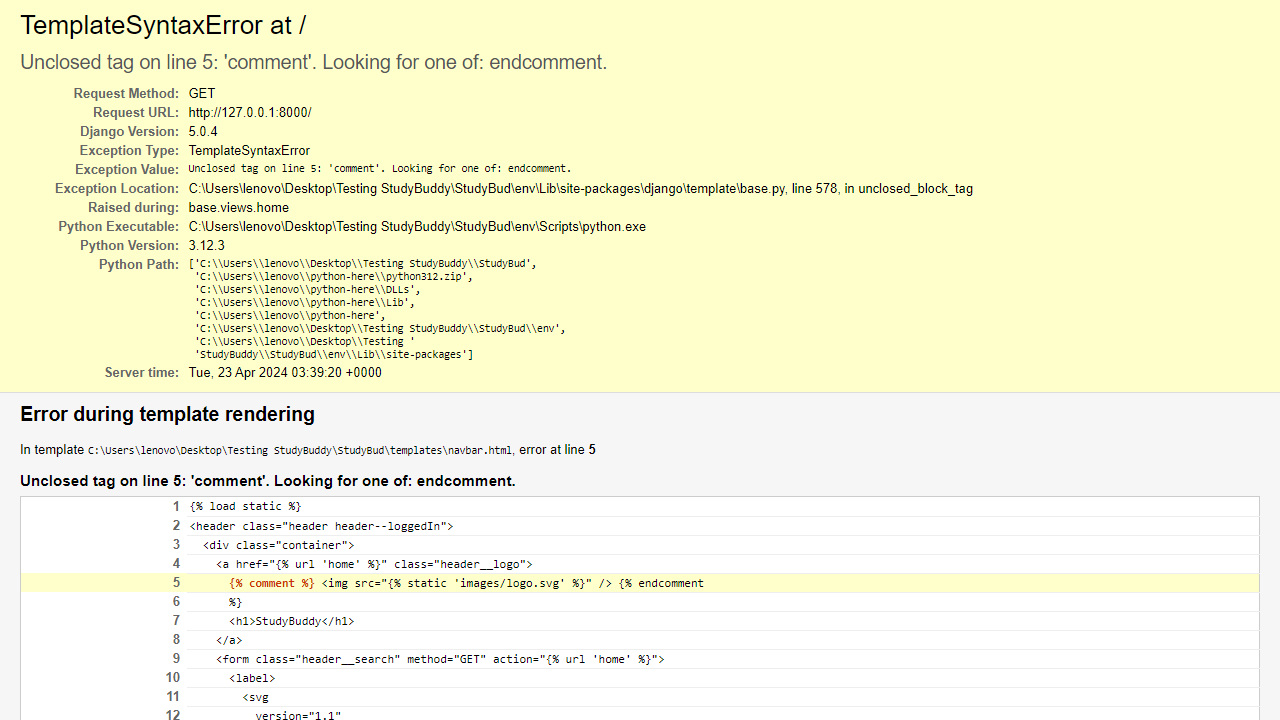 TemplateSyntaxError at /
Unclosed tag on line 5: 'comment'. Looking for one of: endcomment.
Request Method: GET
Request URL: http://127.0.0.1:8000/
Django Version: 5.0.4
Exception Type: TemplateSyntaxError
Exception Value: Unclosed tag on line 5: 'comment'. Looking for one of: endcomment.
Exception Location: C:\Users\lenovo\Desktop\Testing StudyBuddy\StudyBud\env\Lib\site-packages\django\template\base.py, line 578, in unclosed_block_tag
Raised during: base.views.home
Python Executable: C:\Users\lenovo\Desktop\Testing StudyBuddy\StudyBud\env\Scripts\python.exe
Python Version: 3.12.3
Python Path: ['C:\\Users\\lenovo\\Desktop\\Testing StudyBuddy\\StudyBud',
'C:\\Users\\lenovo\\python-here\\python312.zip',
'C:\\Users\\lenovo\\python-here\\DLLs',
'C:\\Users\\lenovo\\python-here\\Lib',
'C:\\Users\\lenovo\\python-here',
'C:\\Users\\lenovo\\Desktop\\Testing StudyBuddy\\StudyBud\\env',
'C:\\Users\\lenovo\\Desktop\\Testing '
'StudyBuddy\\StudyBud\\env\\Lib\\site-packages']
Server time: Tue, 23 Apr 2024 03:39:20 +0000
Error during template rendering
In template C:\Users\lenovo\Desktop\Testing StudyBuddy\StudyBud\templates\navbar.html, error at line 5
Unclosed tag on line 5: 'comment'. Looking for one of: endcomment.
1 {% load static %}
2 <header class="header header--loggedIn">
3 <div class="container">
4 <a href="{% url 'home' %}" class="header__logo">
5 {% comment %} <img src="{% static 'images/logo.svg' %}" /> {% endcomment
6 %}
7 <h1>StudyBuddy</h1>
8 </a>
9 <form class="header__search" method="GET" action="{% url 'home' %}">
10 <label>
11 <svg
12 version="1.1"